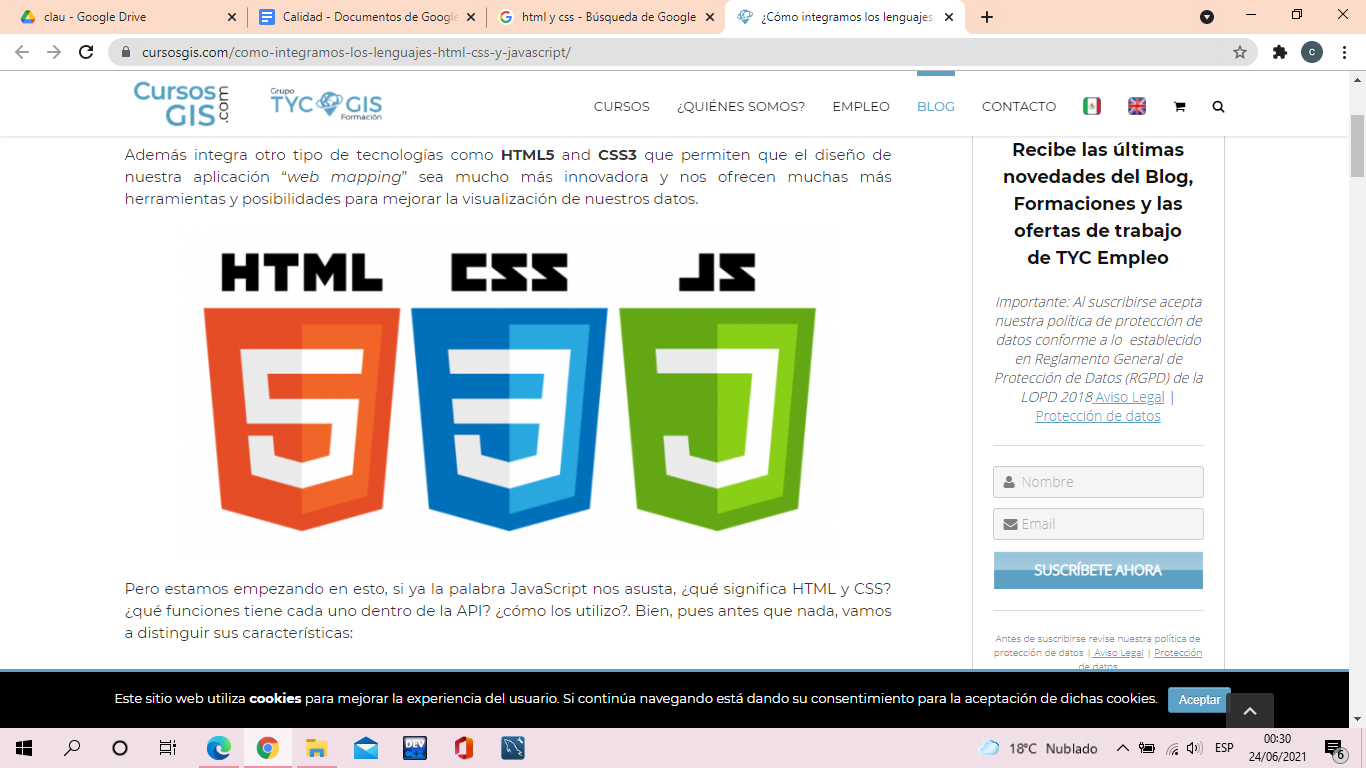 clau - Google Drive
Calidad - Documentos de Google
html y css - Búsqueda de Google
¿Cómo integramos los lenguajes
cursosgis.com/como-integramos-los-lenguajes-html-css-y-javascript/
c
Cursos
GIS
.com
Grupo
TYC GIS
Formación
CURSOS
¿QUIÉNES SOMOS?
EMPLEO
BLOG
CONTACTO
Además integra otro tipo de tecnologías como HTML5 and CSS3 que permiten que el diseño de
nuestra aplicación “web mapping” sea mucho más innovadora y nos ofrecen muchas más
herramientas y posibilidades para mejorar la visualización de nuestros datos.
HTML CSS JS
5 3 J
Pero estamos empezando en esto, si ya la palabra JavaScript nos asusta, ¿qué significa HTML y CSS?
¿qué funciones tiene cada uno dentro de la API? ¿cómo los utilizo?. Bien, pues antes que nada, vamos
a distinguir sus características:
Recibe las últimas
novedades del Blog,
Formaciones y las
ofertas de trabajo
de TYC Empleo
Importante: Al suscribirse acepta
nuestra política de protección de
datos conforme a lo establecido
en Reglamento General de
Protección de Datos (RGPD) de la
LOPD 2018 Aviso Legal |
Protección de datos
Nombre
Email
SUSCRÍBETE AHORA
Antes de suscribirse revise nuestra política de
protección de datos | Aviso Legal | Protección
de datos
Este sitio web utiliza cookies para mejorar la experiencia del usuario. Si continúa navegando está dando su consentimiento para la aceptación de dichas cookies.
Aceptar
DEV
18°C Nublado
ESP
00:30
24/06/2021
6